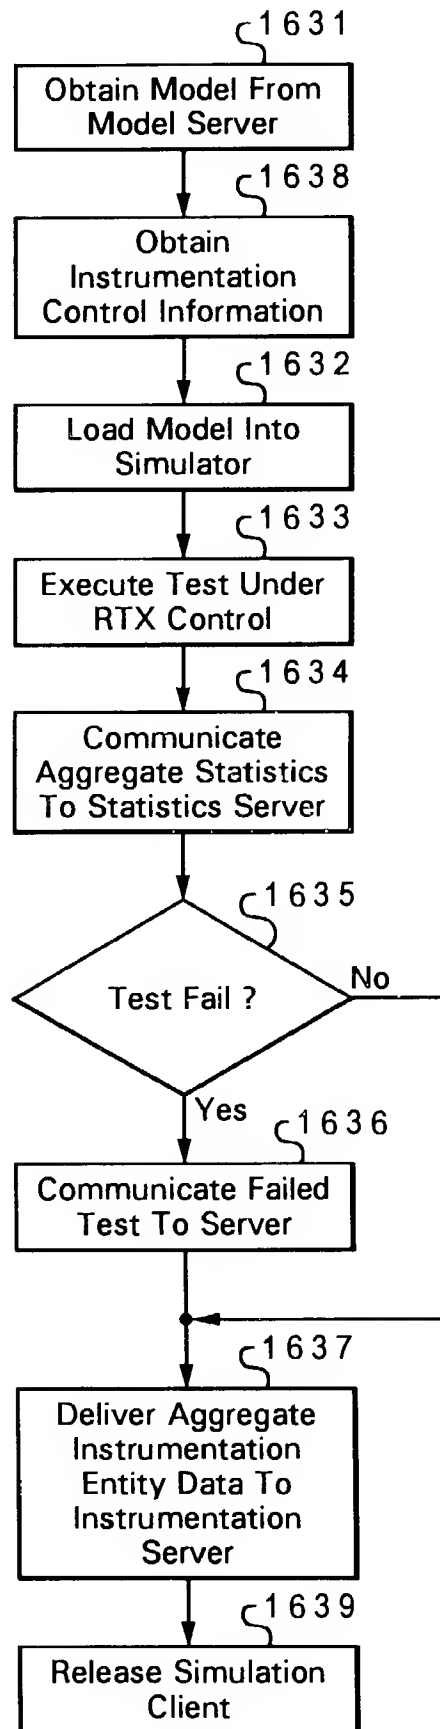 1631
Obtain Model From
Model Server
1638
Obtain
Instrumentation
Control Information
1632
Load Model Into
Simulator
1633
Execute Test Under
RTX Control
1634
Communicate
Aggregate Statistics
To Statistics Server
1635
Test Fail ?
No
Yes
1636
Communicate Failed
Test To Server
1637
Deliver Aggregate
Instrumentation
Entity Data To
Instrumentation
Server
1639
Release Simulation
Client